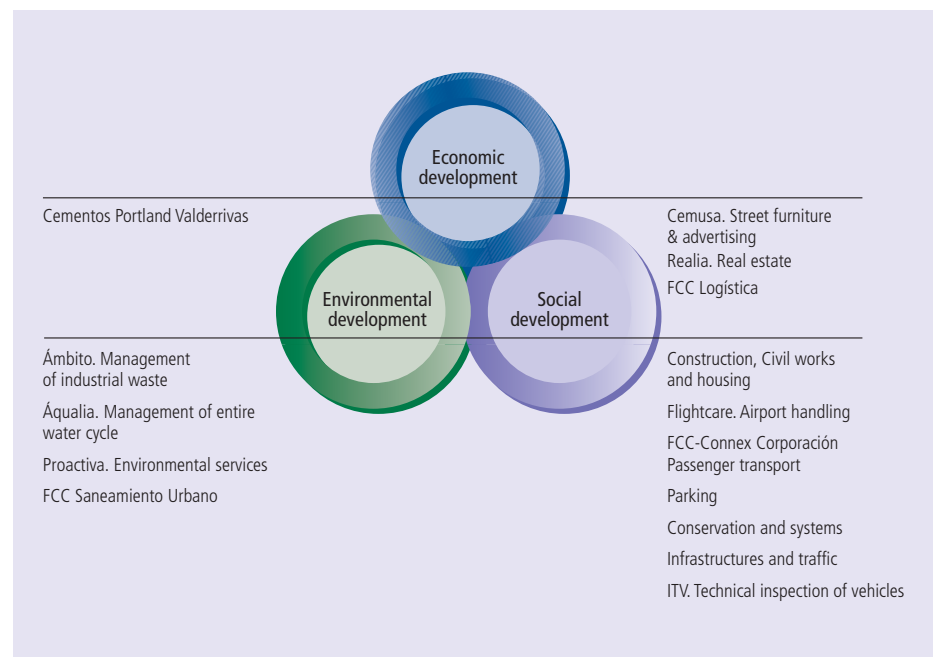 Economic
development
Cementos Portland Valderrivas
Cemusa. Street furniture
& advertising
Realia. Real estate
FCC Logística
Environmental
development
Social
development
Ámbito. Management
of industrial waste
Áqualia. Management of entire
water cycle
Proactiva. Environmental services
FCC Saneamiento Urbano
Construction, Civil works
and housing
Flightcare. Airport handling
FCC-Connex Corporación
Passenger transport
Parking
Conservation and systems
Infrastructures and traffic
ITV. Technical inspection of vehicles